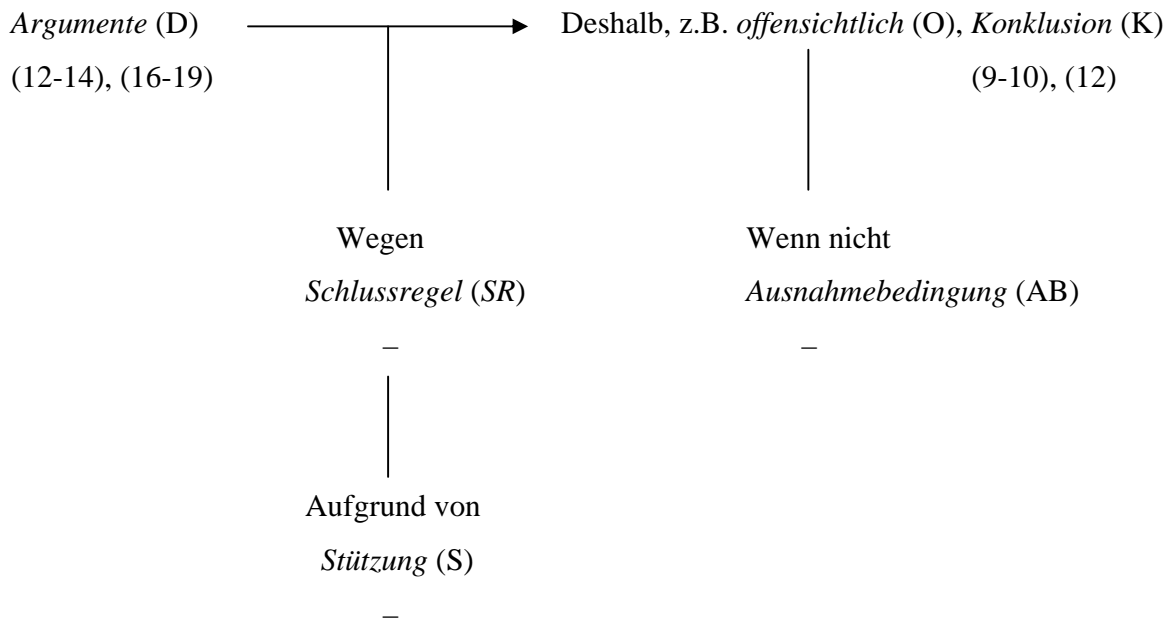 Argumente (D) Deshalb, z.B. offensichtlich (O), Konklusion (K)
(12-14), (16-19) (9-10), (12)
Wegen Wenn nicht
Schlussregel (SR) Ausnahmebedingung (AB)
– –
Aufgrund von
Stützung (S)
–